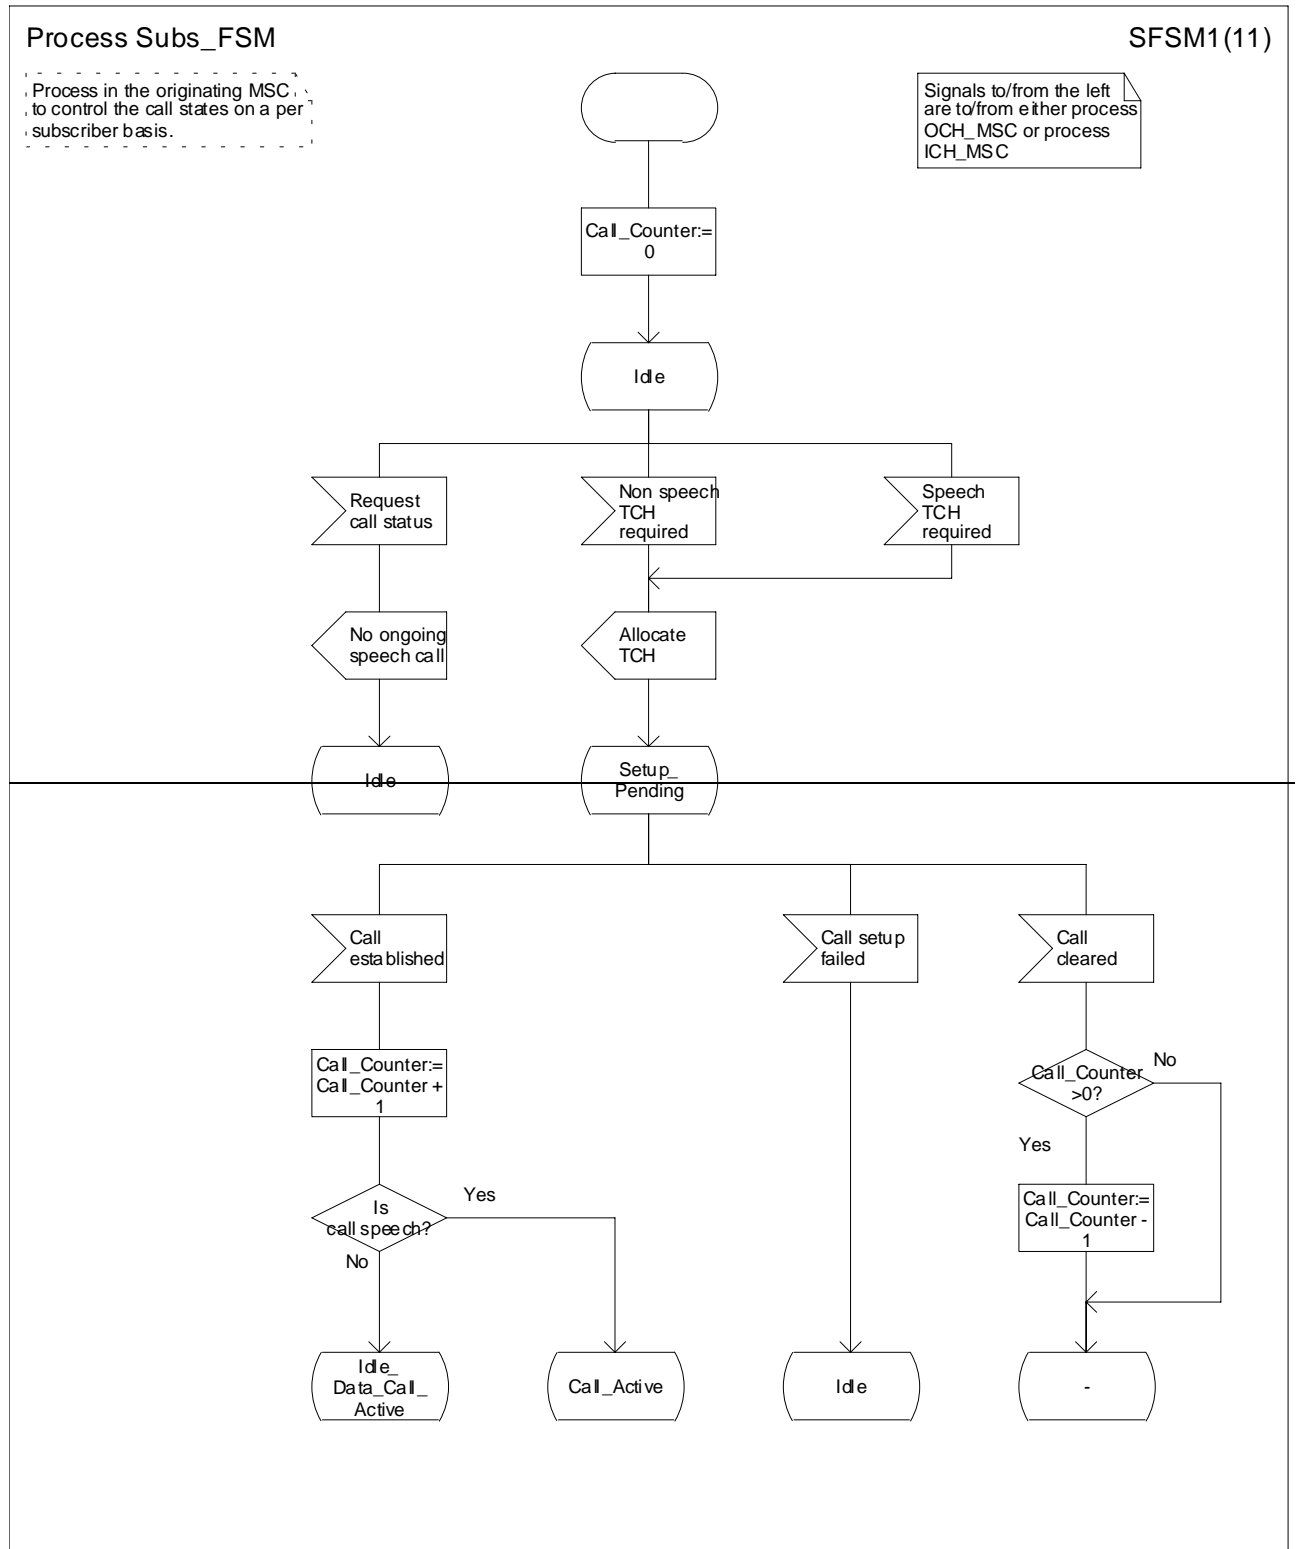 Process Subs_FSM
SFSM1(11)
Process in the originating MSC
to control the call states on a per
subscriber basis.
Signals to/from the left
are to/from either process
OCH_MSC or process
ICH_MSC
Call_Counter:=
0
Idle
Request
call status
Non speech
TCH
required
Speech
TCH
required
No ongoing
speech call
Allocate
TCH
Idle
Setup_
Pending
Call
established
Call setup
failed
Call
cleared
Call_Counter:=
Call_Counter +
1
Call_Counter
>0?
No
Yes
Is
call speech?
Yes
No
Call_Counter:=
Call_Counter -
1
Idle_
Data_Call_
Active
Call_Active
Idle
-